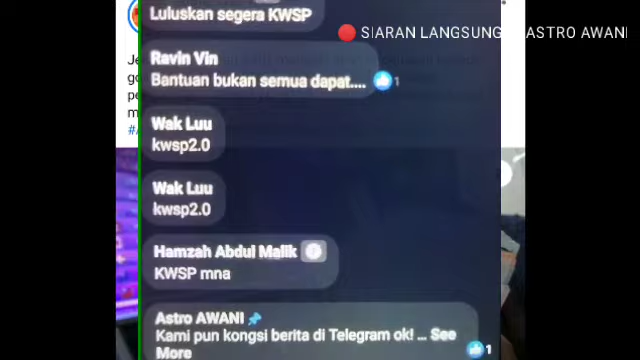 Luluskan segera KWSP
SIARAN LANGSUNG
ASTRO AWANI
Ravin Vin
Bantuan bukan semua dapat....
1
Wak Luu
kwsp2.0
Wak Luu
kwsp2.0
Hamzah Abdul Malik
KWSP mna
Astro AWANI
Kami pun kongsi berita di Telegram ok! ... See
More
1